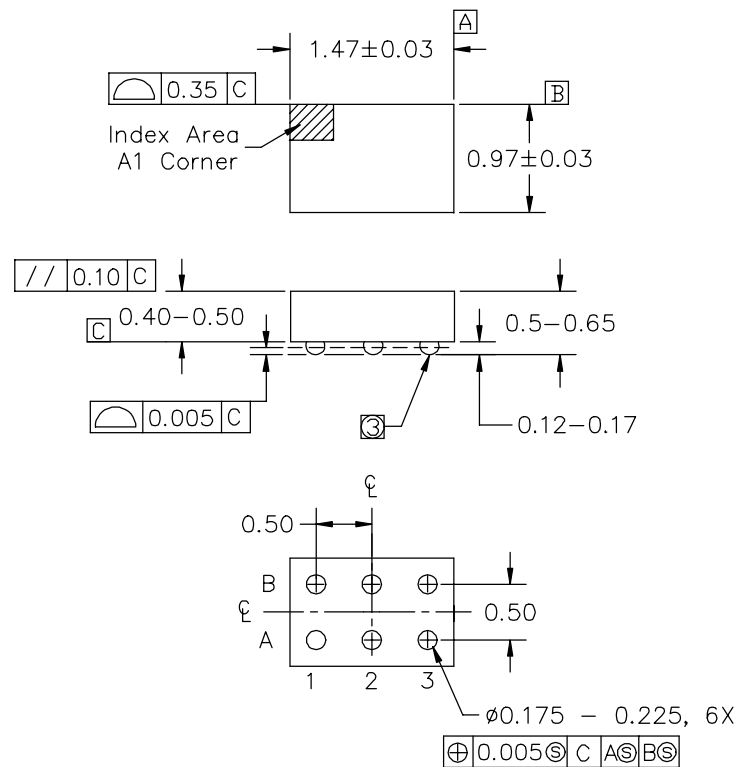 A
1.47±0.03
⌓ 0.35 C
B
Index Area
A1 Corner
0.97±0.03
// 0.10 C
0.40-0.50
0.5-0.65
C
⌓ 0.005 C
3
0.12-0.17
℄
0.50
B
℄
0.50
A
1 2 3
⌀0.175 - 0.225, 6X
⌖ 0.005Ⓢ C AⓈ BⓈ